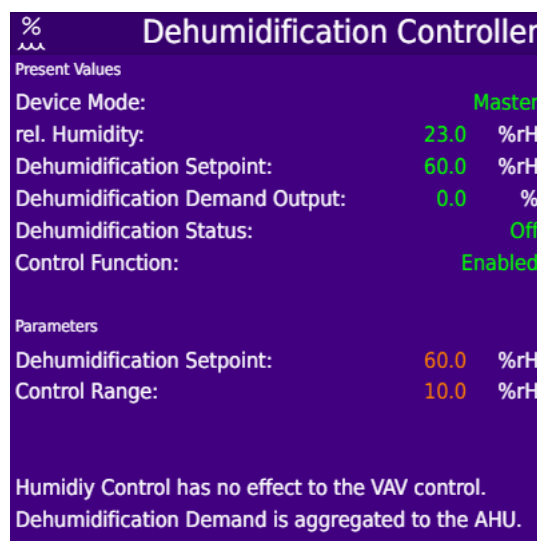 % Dehumidification Controller
Present Values
Device Mode: Master
rel. Humidity: 23.0 %rH
Dehumidification Setpoint: 60.0 %rH
Dehumidification Demand Output: 0.0 %
Dehumidification Status: Off
Control Function: Enabled
Parameters
Dehumidification Setpoint: 60.0 %rH
Control Range: 10.0 %rH
Humidiy Control has no effect to the VAV control.
Dehumidification Demand is aggregated to the AHU.